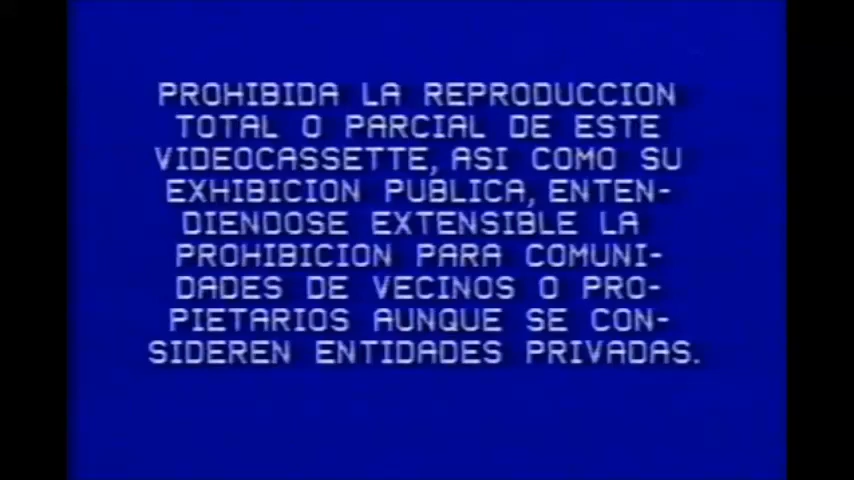 PROHIBIDA LA REPRODUCCION
TOTAL O PARCIAL DE ESTE
VIDEOCASSETTE, ASI COMO SU
EXHIBICION PUBLICA, ENTEN-
DIENDOSE EXTENSIBLE LA
PROHIBICION PARA COMUNI-
DADES DE VECINOS O PRO-
PIETARIOS AUNQUE SE CON-
SIDEREN ENTIDADES PRIVADAS.